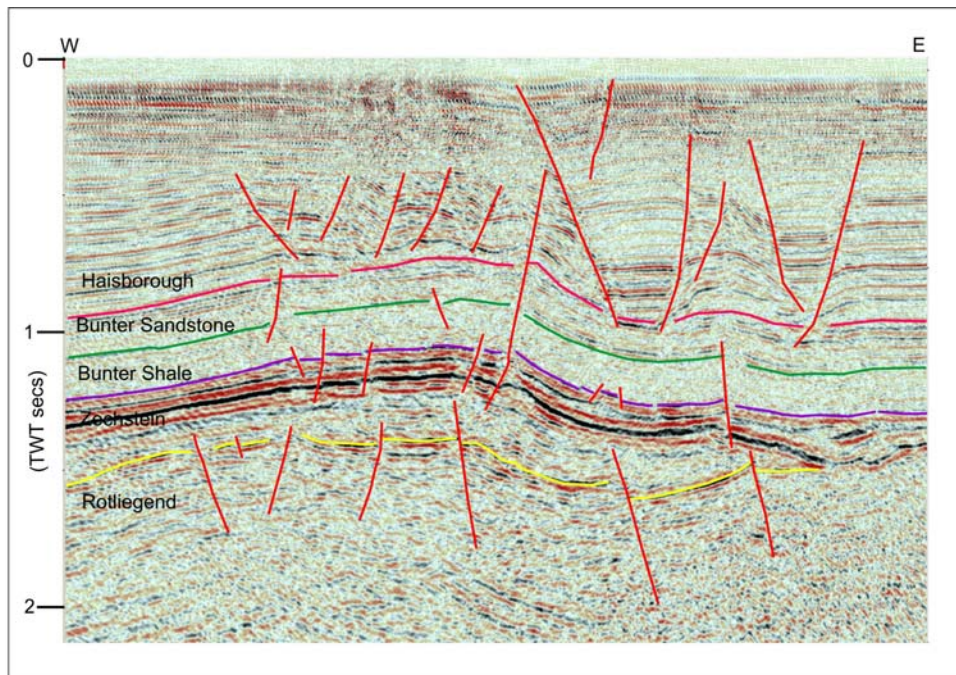 W
E
0
Haisborough
Bunter Sandstone
1
Bunter Shale
Zechstein
(TWT secs)
Rotliegend
2